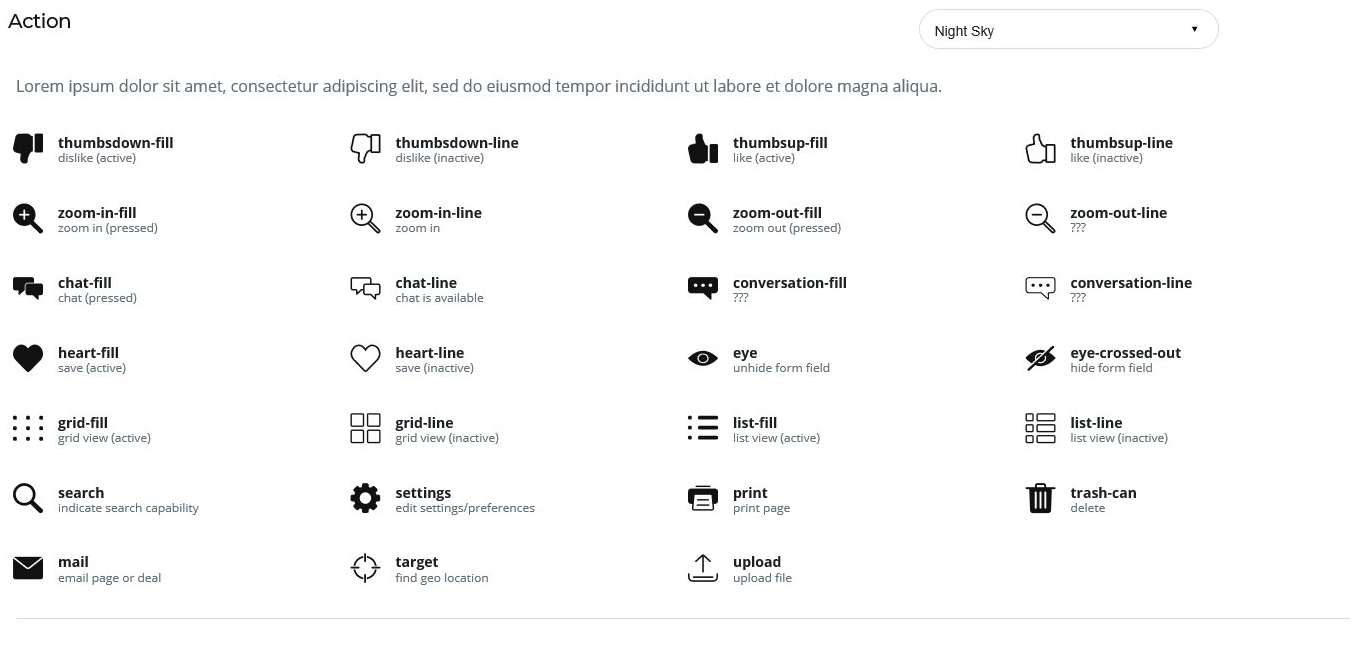 Action
Night Sky
Lorem ipsum dolor sit amet, consectetur adipiscing elit, sed do eiusmod tempor incididunt ut labore et dolore magna aliqua.
thumbsdown-fill
dislike (active)
thumbsdown-line
dislike (inactive)
thumbsup-fill
like (active)
thumbsup-line
like (inactive)
zoom-in-fill
zoom in (pressed)
zoom-in-line
zoom in
zoom-out-fill
zoom out (pressed)
zoom-out-line
???
chat-fill
chat (pressed)
chat-line
chat is available
conversation-fill
???
conversation-line
???
heart-fill
save (active)
heart-line
save (inactive)
eye
unhide form field
eye-crossed-out
hide form field
grid-fill
grid view (active)
grid-line
grid view (inactive)
list-fill
list view (active)
list-line
list view (inactive)
search
indicate search capability
settings
edit settings/preferences
print
print page
trash-can
delete
mail
email page or deal
target
find geo location
upload
upload file